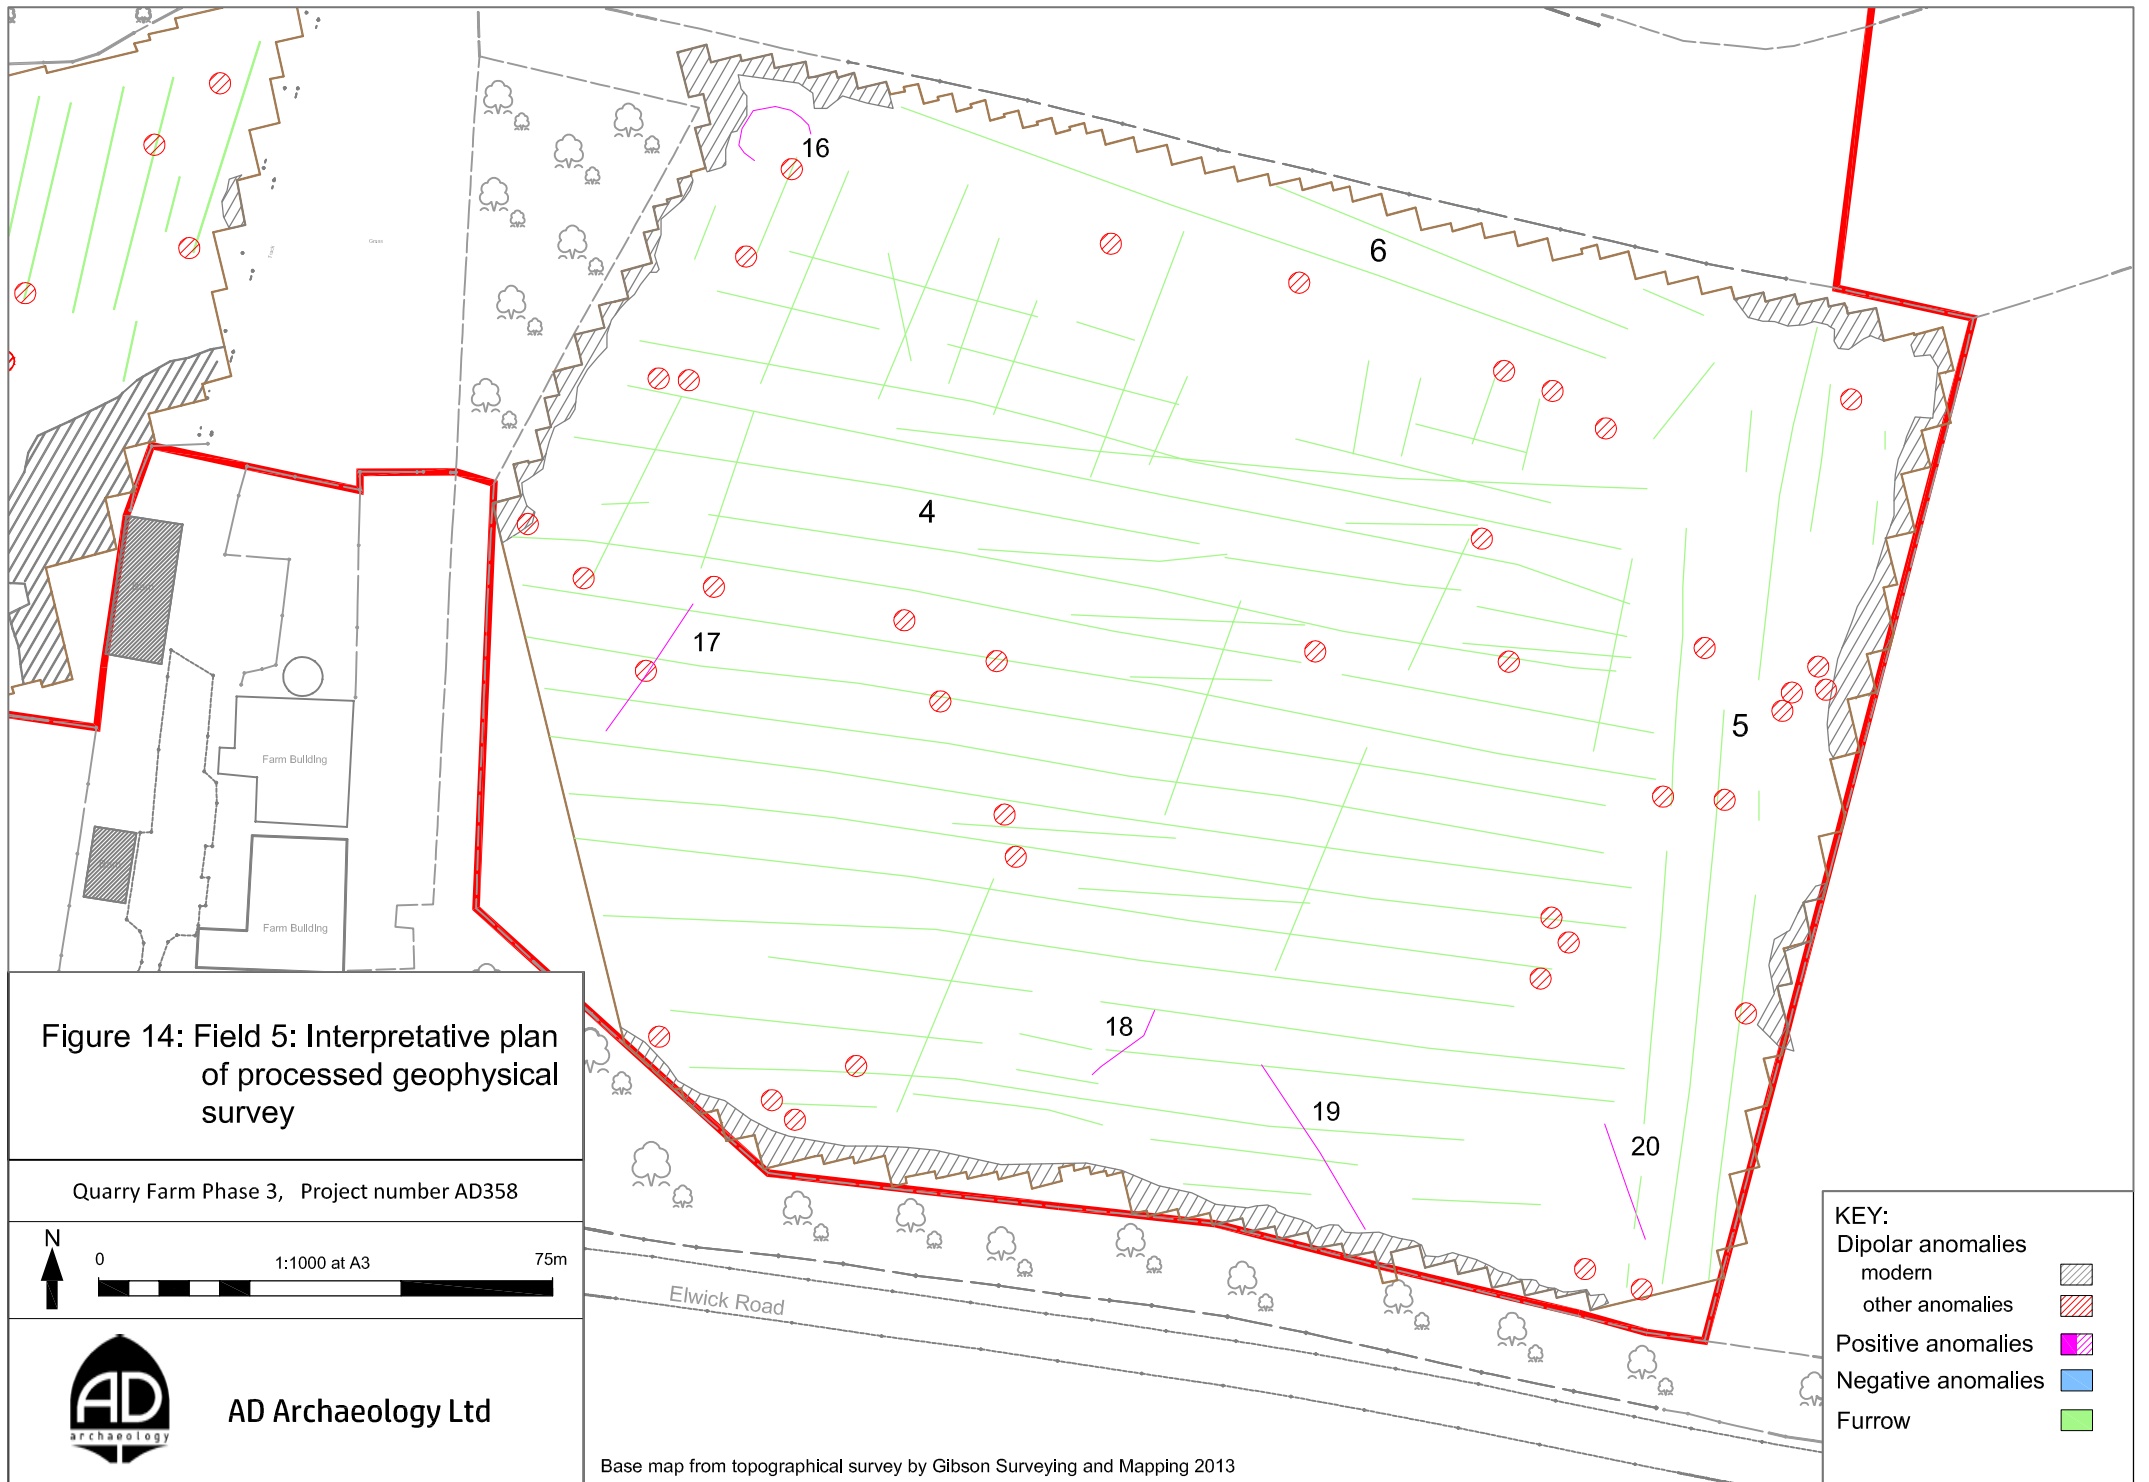 16
6
4
17
5
18
19
20
Grass
Track
Farm Building
Farm Building
Elwick Road
Figure 14: Field 5: Interpretative plan
of processed geophysical
survey
Quarry Farm Phase 3, Project number AD358
N
0 1:1000 at A3 75m
AD
archaeology
AD Archaeology Ltd
Base map from topographical survey by Gibson Surveying and Mapping 2013
KEY:
Dipolar anomalies
modern
other anomalies
Positive anomalies
Negative anomalies
Furrow